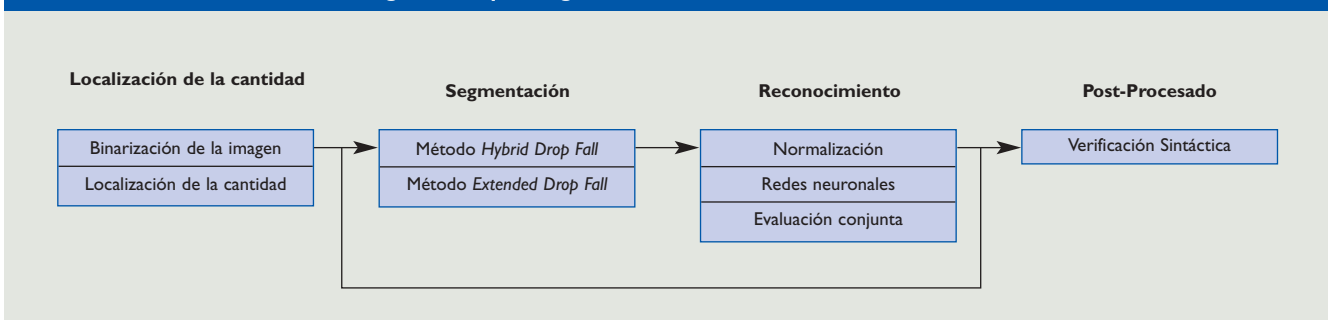 Localización de la cantidad
Binarización de la imagen
Localización de la cantidad
Segmentación
Método Hybrid Drop Fall
Método Extended Drop Fall
Reconocimiento
Normalización
Redes neuronales
Evaluación conjunta
Post-Procesado
Verificación Sintáctica